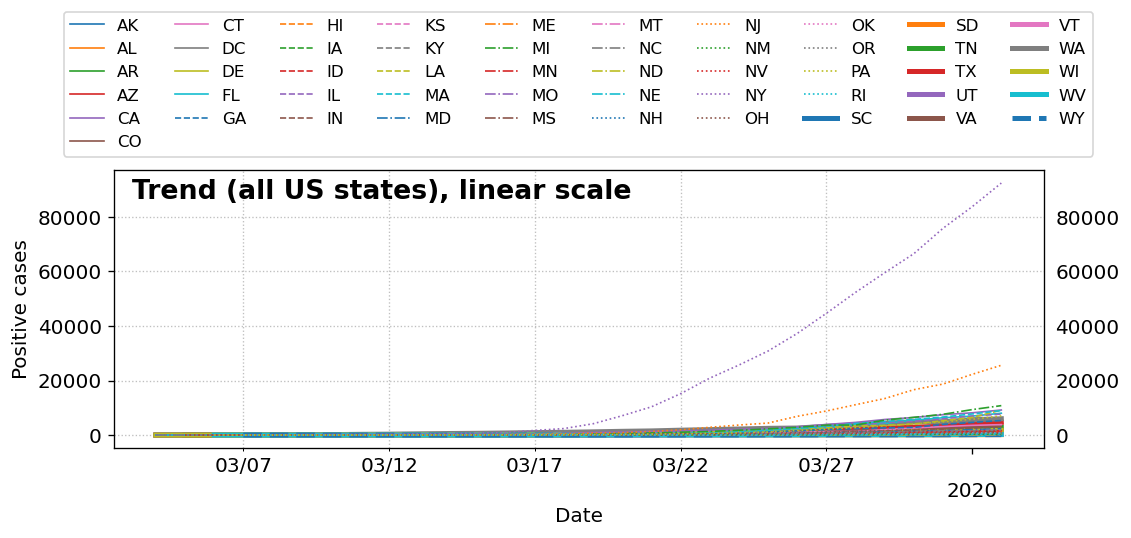 AK CT HI KS ME MT NJ OK SD VT
AL DC IA KY MI NC NM OR TN WA
AR DE ID LA MN ND NV PA TX WI
AZ FL IL MA MO NE NY RI UT WV
CA GA IN MD MS NH OH SC VA WY
CO
Trend (all US states), linear scale
80000 80000
60000 60000
40000 40000
20000 20000
0 0
Positive cases
03/07 03/12 03/17 03/22 03/27
2020
Date